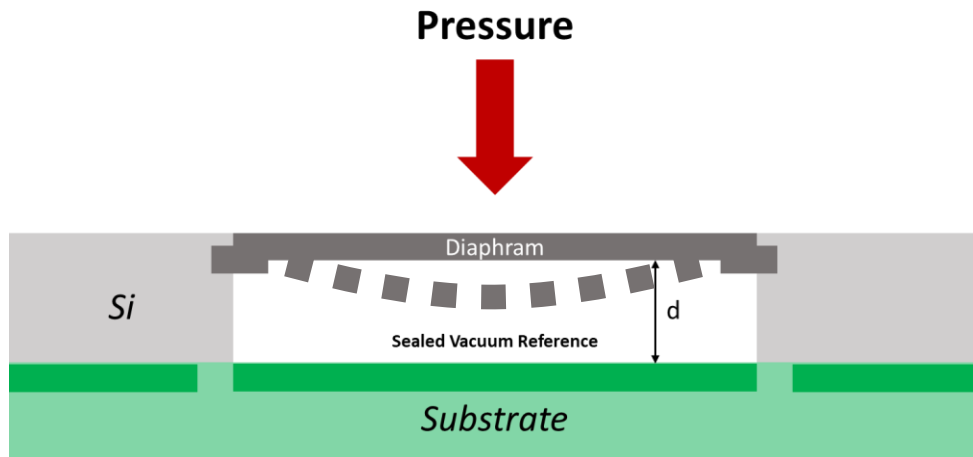 Pressure
Diaphram
d
Si
Sealed Vacuum Reference
Substrate